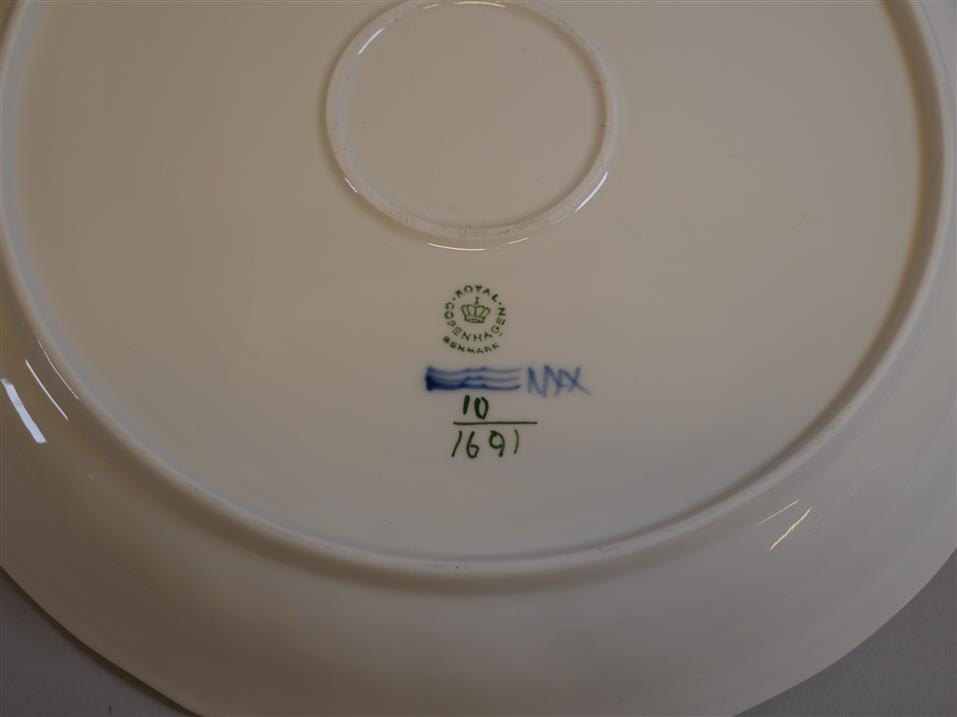 ROYAL
COPENHAGEN
DENMARK
10
1691